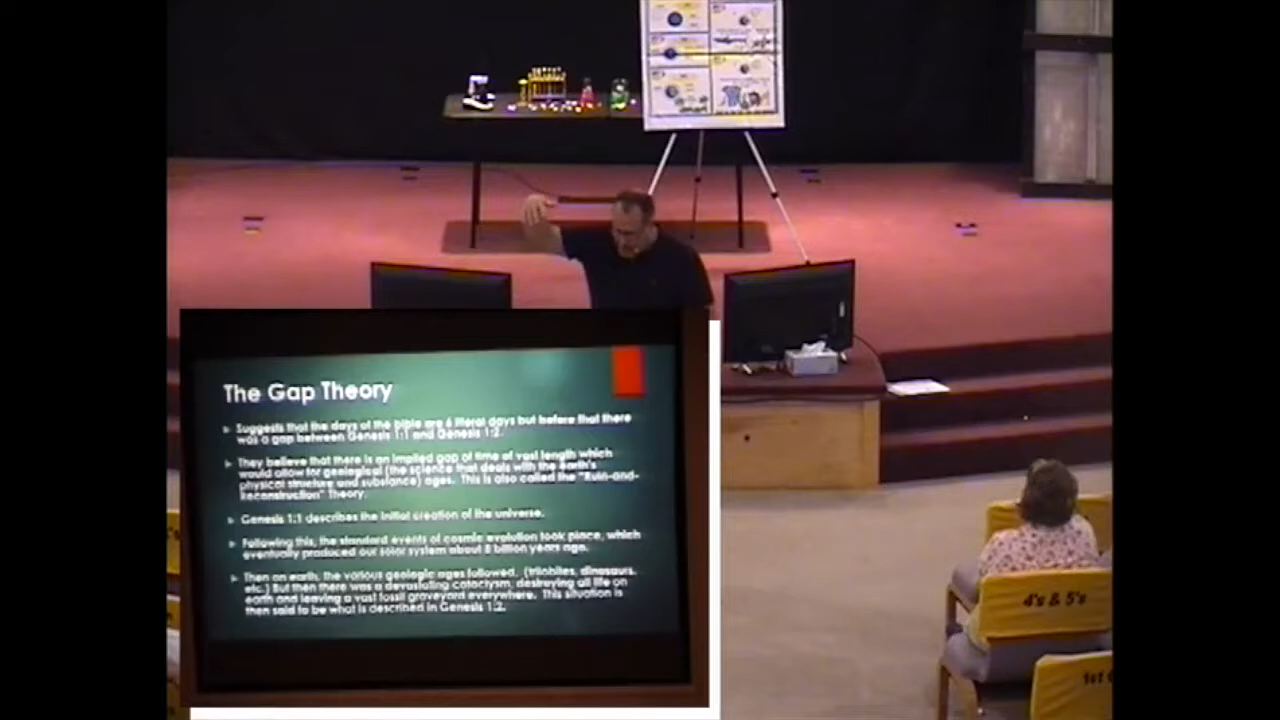 The Gap Theory
Suggests that the days of the bible are 6 literal days but before that there
was a gap between Genesis 1:1 and Genesis 1:2.
They believe that there is an implied gap of time of vast length which
would allow for geological (the science that deals with the Earth's
physical structure and substance) ages. This is also called the "Ruin-and-
Reconstruction" Theory.
Genesis 1:1 describes the initial creation of the universe.
Following this, the standard events of cosmic evolution took place, which
eventually produced our solar system about 5 billion years ago.
Then on earth, the various geologic ages followed. (trilobites, dinosaurs,
etc.) But then there was a devastating cataclysm, destroying all life on
earth and leaving a vast fossil graveyard everywhere. This situation is
then said to be what is described in Genesis 1:2.
4's & 5's
1st